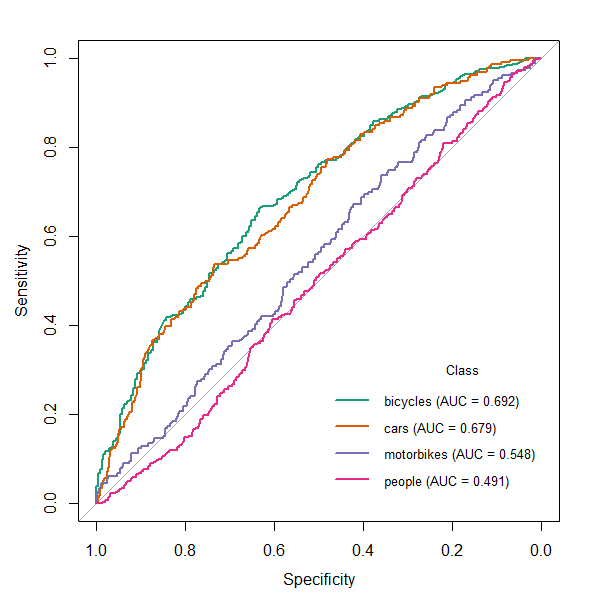 Sensitivity
1.0
0.8
0.6
0.4
0.2
0.0
Class
bicycles (AUC = 0.692)
cars (AUC = 0.679)
motorbikes (AUC = 0.548)
people (AUC = 0.491)
1.0 0.8 0.6 0.4 0.2 0.0
Specificity